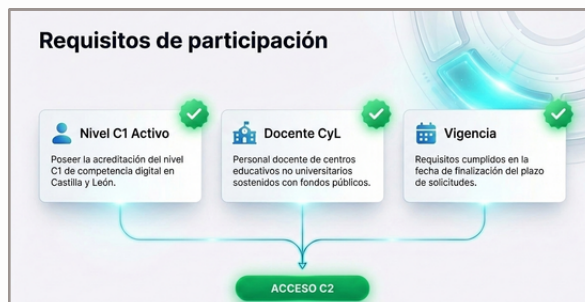 Requisitos de participación
Nivel C1 Activo
Poseer la acreditación del nivel
C1 de competencia digital en
Castilla y León.
Docente CyL
Personal docente de centros
educativos no universitarios
sostenidos con fondos públicos.
Vigencia
Requisitos cumplidos en la
fecha de finalización del plazo
de solicitudes.
ACCESO C2